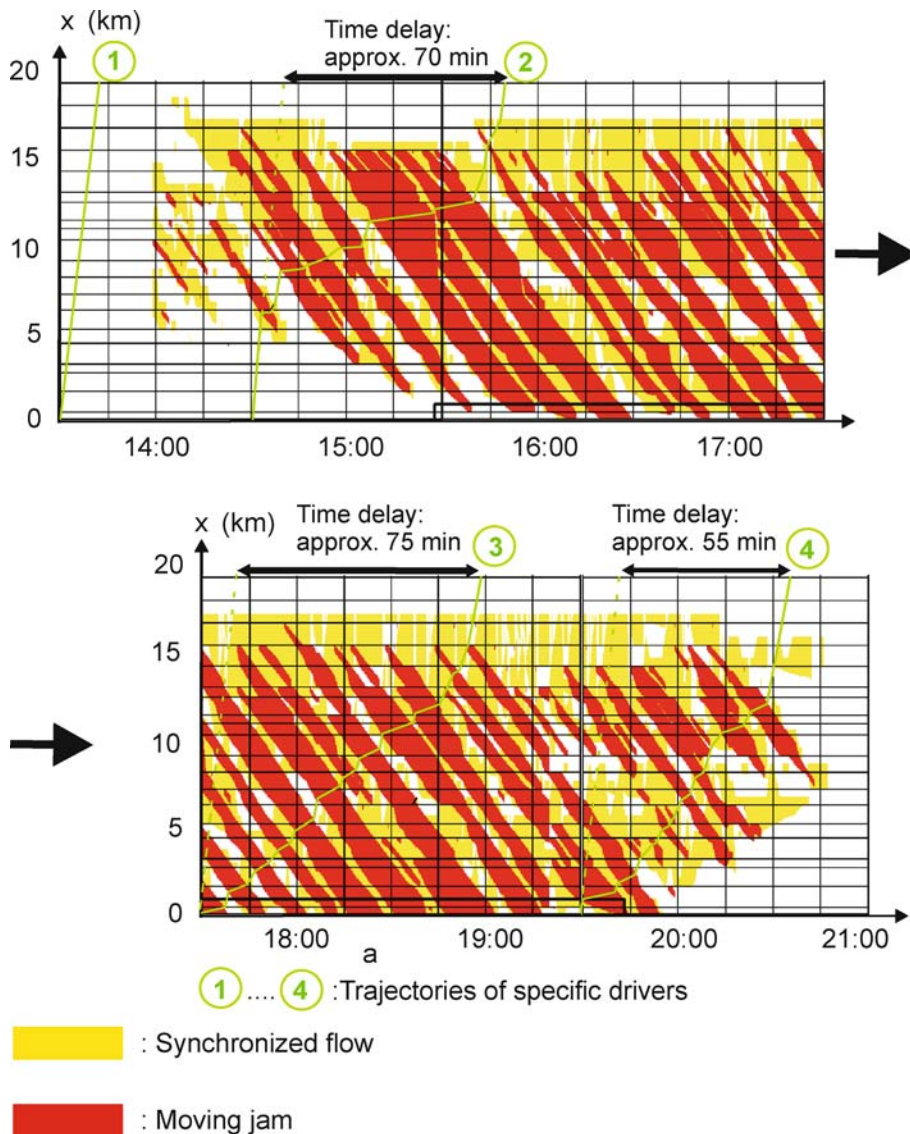 x (km)
Time delay:
approx. 70 min
1
2
20
15
10
5
0
14:00 15:00 16:00 17:00
x (km)
Time delay:
approx. 75 min
3
Time delay:
approx. 55 min
4
20
15
10
5
0
18:00 19:00 20:00 21:00
a
1 .... 4 :Trajectories of specific drivers
: Synchronized flow
: Moving jam